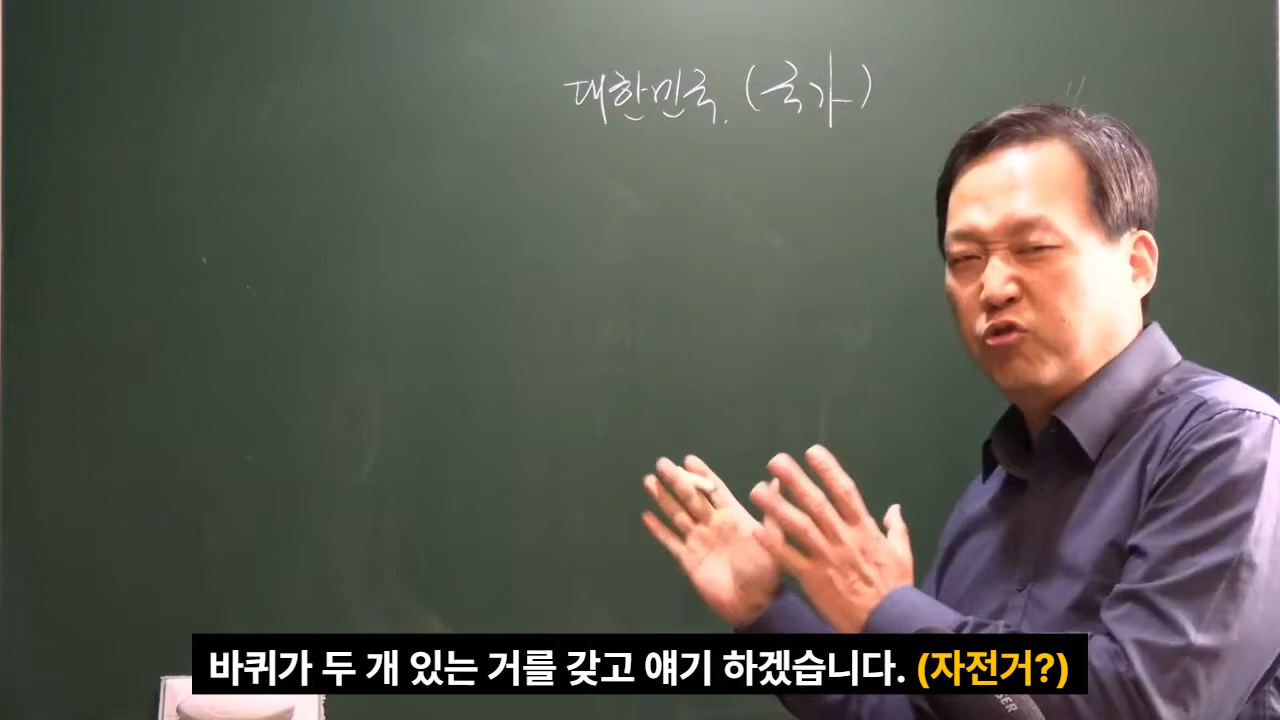 대한민국. (국가)
바퀴가 두 개 있는 거를 갖고 얘기 하겠습니다. (자전거?)
SER